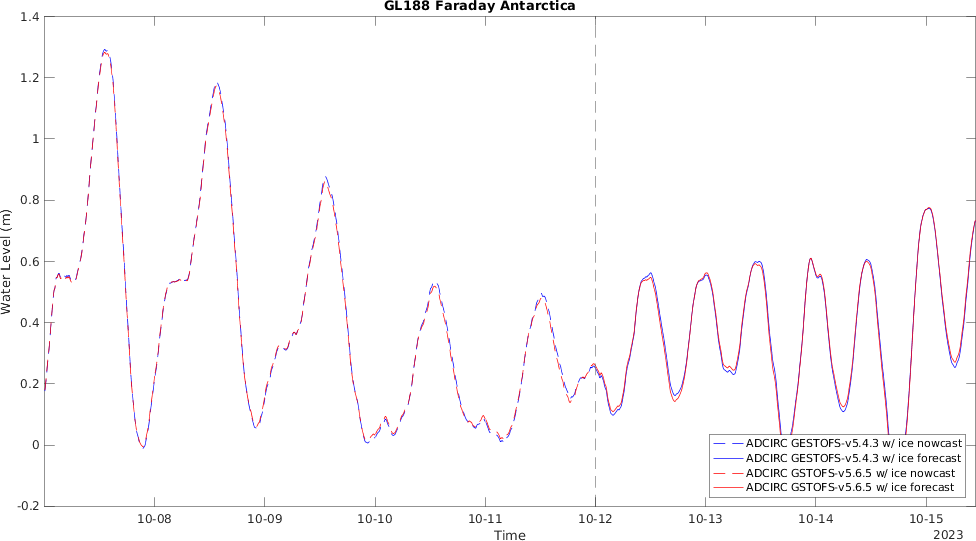 GL188 Faraday Antarctica
1.4
1.2
1
0.8
0.6
0.4
0.2
0
-0.2
Water Level (m)
ADCIRC GESTOFS-v5.4.3 w/ ice nowcast
ADCIRC GESTOFS-v5.4.3 w/ ice forecast
ADCIRC GSTOFS-v5.6.5 w/ ice nowcast
ADCIRC GSTOFS-v5.6.5 w/ ice forecast
10-08 10-09 10-10 10-11 10-12 10-13 10-14 10-15
Time
2023